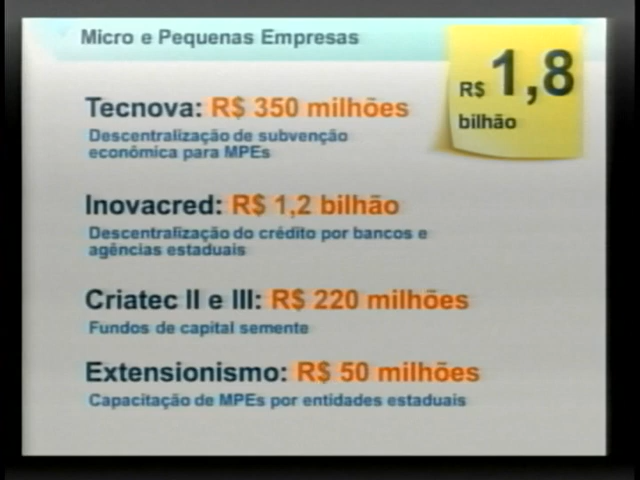 Micro e Pequenas Empresas
R$ 1,8
bilhão
Tecnova: R$ 350 milhões
Descentralização de subvenção
econômica para MPEs
Inovacred: R$ 1,2 bilhão
Descentralização do crédito por bancos e
agências estaduais
Criatec II e III: R$ 220 milhões
Fundos de capital semente
Extensionismo: R$ 50 milhões
Capacitação de MPEs por entidades estaduais